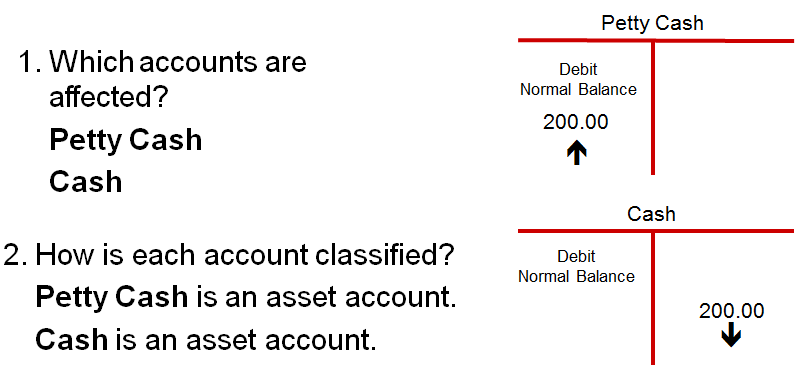 1. Which accounts are
affected?
Petty Cash
Cash
2. How is each account classified?
Petty Cash is an asset account.
Cash is an asset account.
Petty Cash
Debit
Normal Balance
200.00
Cash
Debit
Normal Balance
200.00